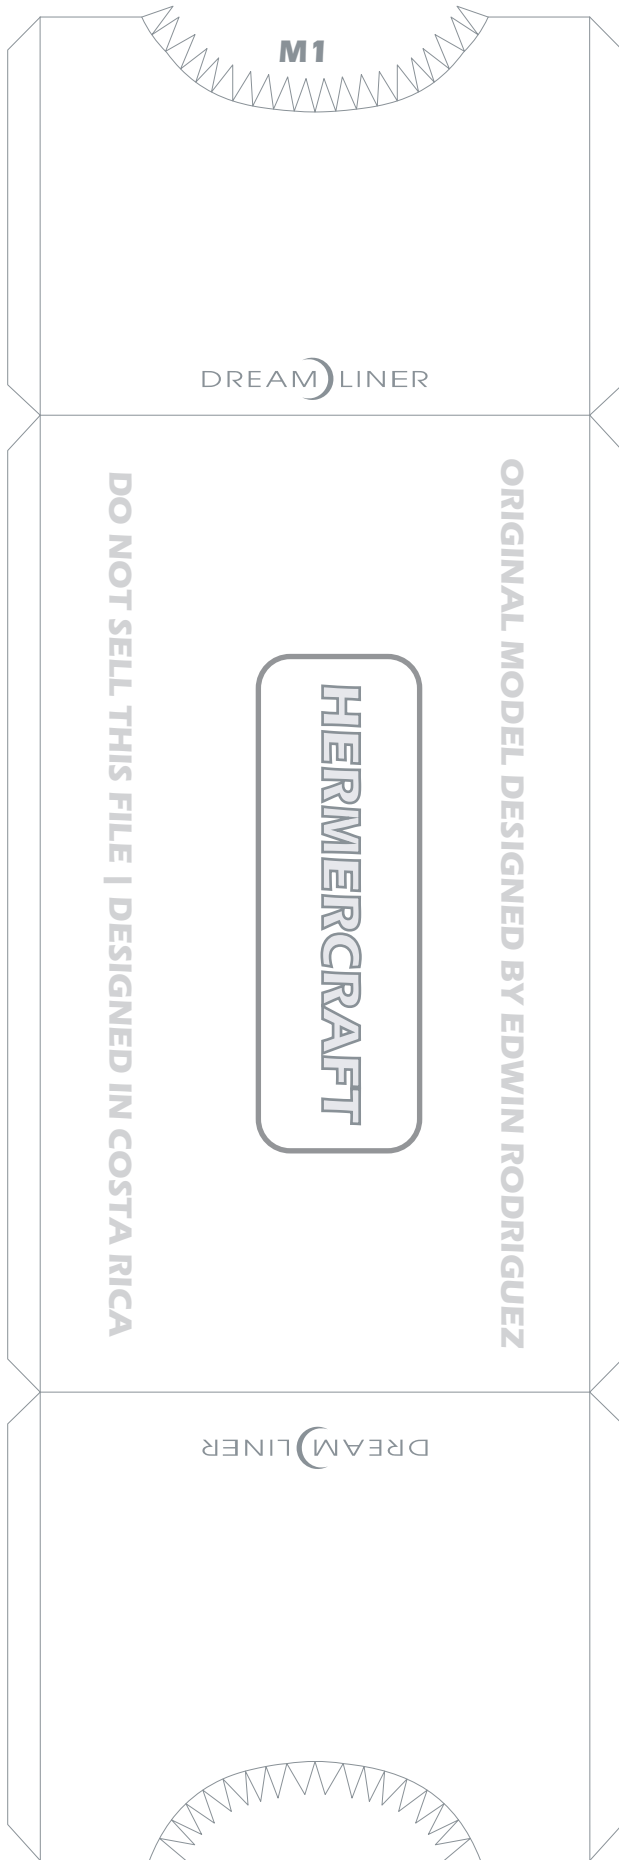 M1
DREAM LINER
ORIGINAL MODEL DESIGNED BY EDWIN RODRIGUEZ
HERMERCRAFT
DO NOT SELL THIS FILE | DESIGNED IN COSTA RICA
DREAM LINER